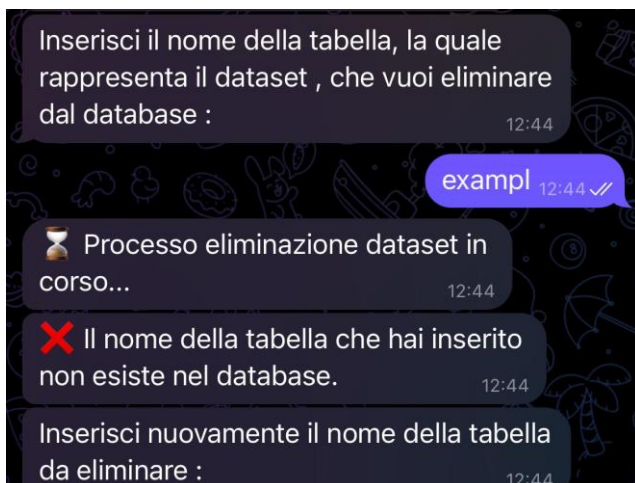 Inserisci il nome della tabella, la quale
rappresenta il dataset , che vuoi eliminare
dal database :
12:44
exampl 12:44
⏳ Processo eliminazione dataset in
corso...
12:44
❌ Il nome della tabella che hai inserito
non esiste nel database.
12:44
Inserisci nuovamente il nome della tabella
da eliminare :
12:44